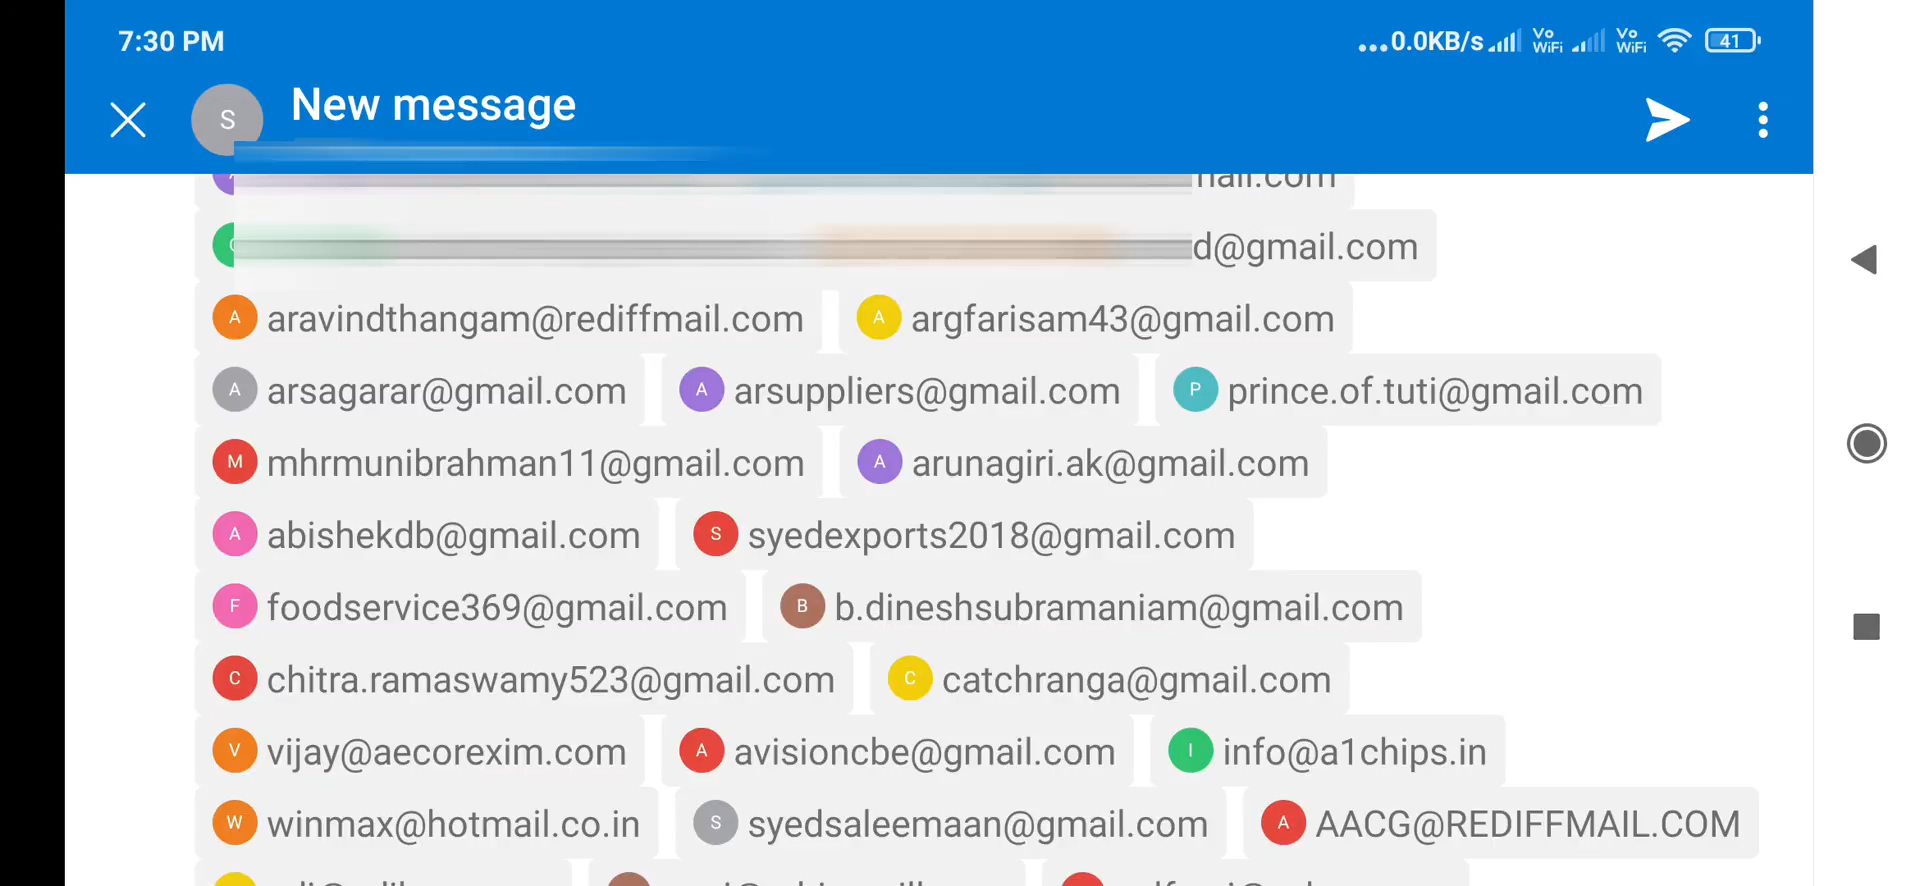 7:30 PM ...0.0KB/s Vo WiFi Vo WiFi 41
S New message
d@gmail.com
A aravindthangam@rediffmail.com A argfarisam43@gmail.com
A arsagarar@gmail.com A arsuppliers@gmail.com P prince.of.tuti@gmail.com
M mhrmunibrahman11@gmail.com A arunagiri.ak@gmail.com
A abishekdb@gmail.com S syedexports2018@gmail.com
F foodservice369@gmail.com B b.dineshsubramaniam@gmail.com
C chitra.ramaswamy523@gmail.com C catchranga@gmail.com
V vijay@aecorexim.com A avisioncbe@gmail.com I info@a1chips.in
W winmax@hotmail.co.in S syedsaleemaan@gmail.com A AACG@REDIFFMAIL.COM